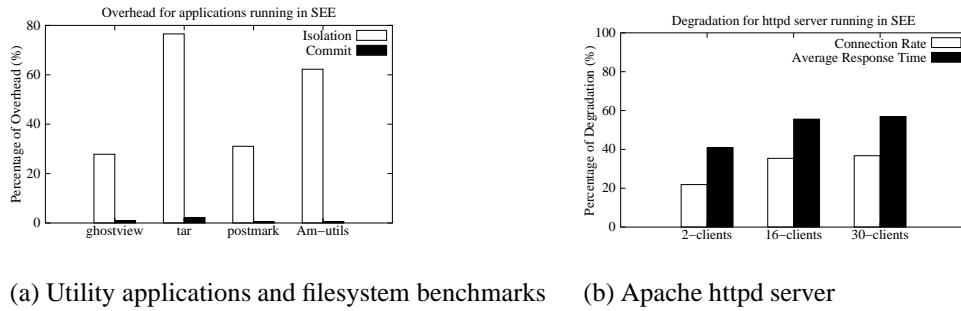 Overhead for applications running in SEE
80
60
40
20
0
Percentage of Overhead (%)
Isolation
Commit
ghostview tar postmark Am-utils
(a) Utility applications and filesystem benchmarks
Degradation for httpd server running in SEE
100
80
60
40
20
0
Percentage of Degradation (%)
Connection Rate
Average Response Time
2-clients 16-clients 30-clients
(b) Apache httpd server